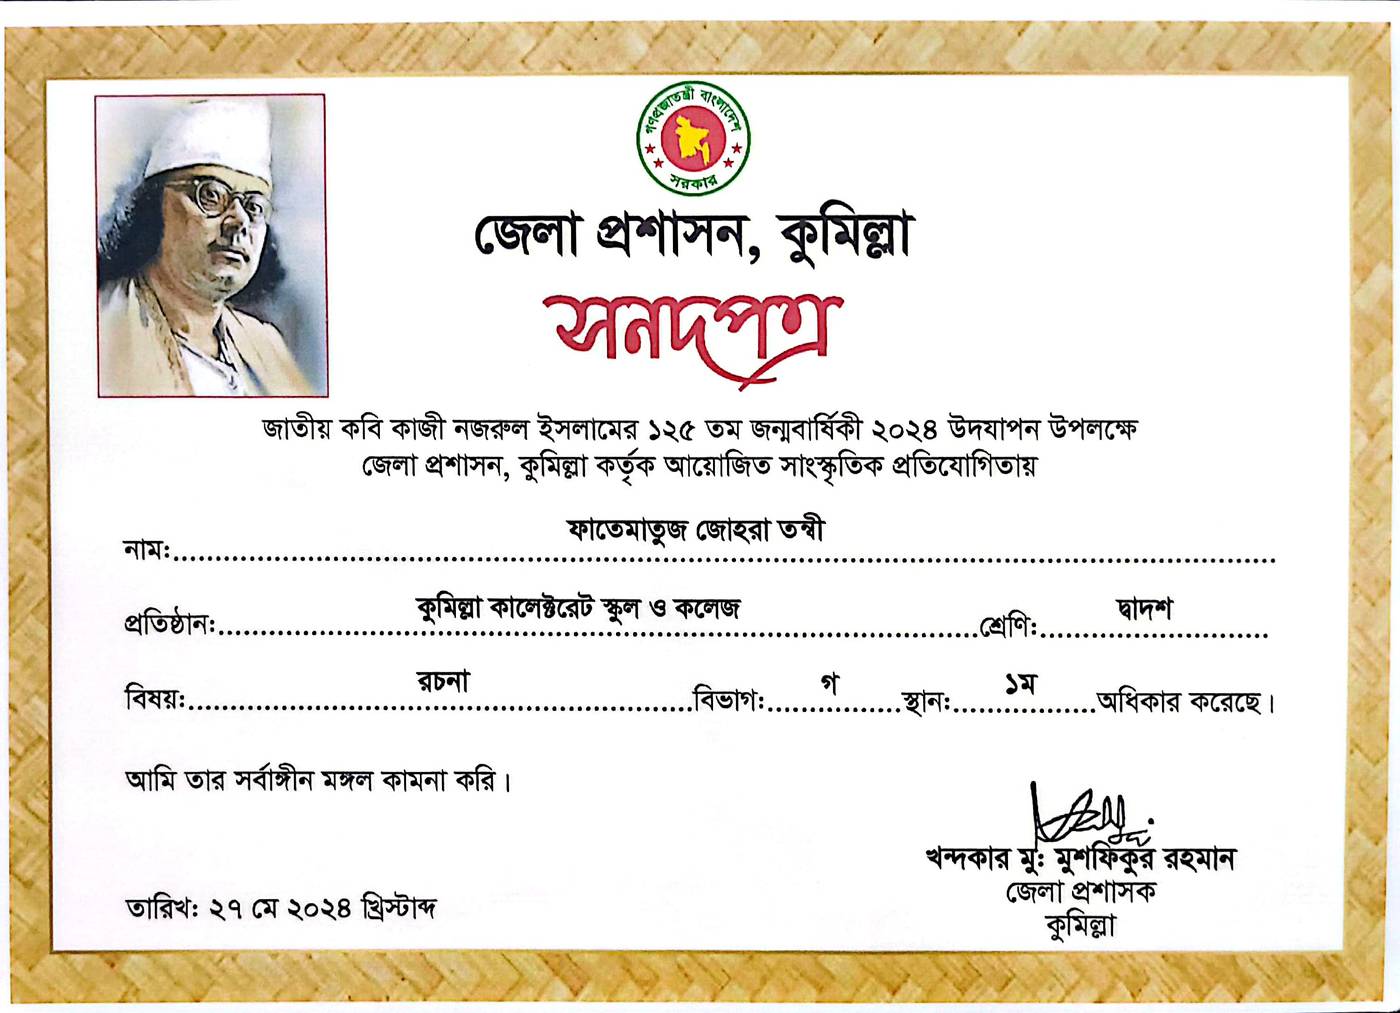 গণপ্রজাতন্ত্রী বাংলাদেশ
সরকার
জেলা প্রশাসন, কুমিল্লা
সনদপত্র
জাতীয় কবি কাজী নজরুল ইসলামের ১২৫ তম জন্মবার্ষিকী ২০২৪ উদযাপন উপলক্ষে
জেলা প্রশাসন, কুমিল্লা কর্তৃক আয়োজিত সাংস্কৃতিক প্রতিযোগিতায়
নাম: ফাতেমাতুজ জোহরা তন্বী
প্রতিষ্ঠান: কুমিল্লা কালেক্টরেট স্কুল ও কলেজ শ্রেণি: দ্বাদশ
বিষয়: রচনা বিভাগ: গ স্থান: ১ম অধিকার করেছে।
আমি তার সর্বাঙ্গীন মঙ্গল কামনা করি।
খন্দকার মু: মুশফিকুর রহমান
জেলা প্রশাসক
কুমিল্লা
তারিখ: ২৭ মে ২০২৪ খ্রিস্টাব্দ